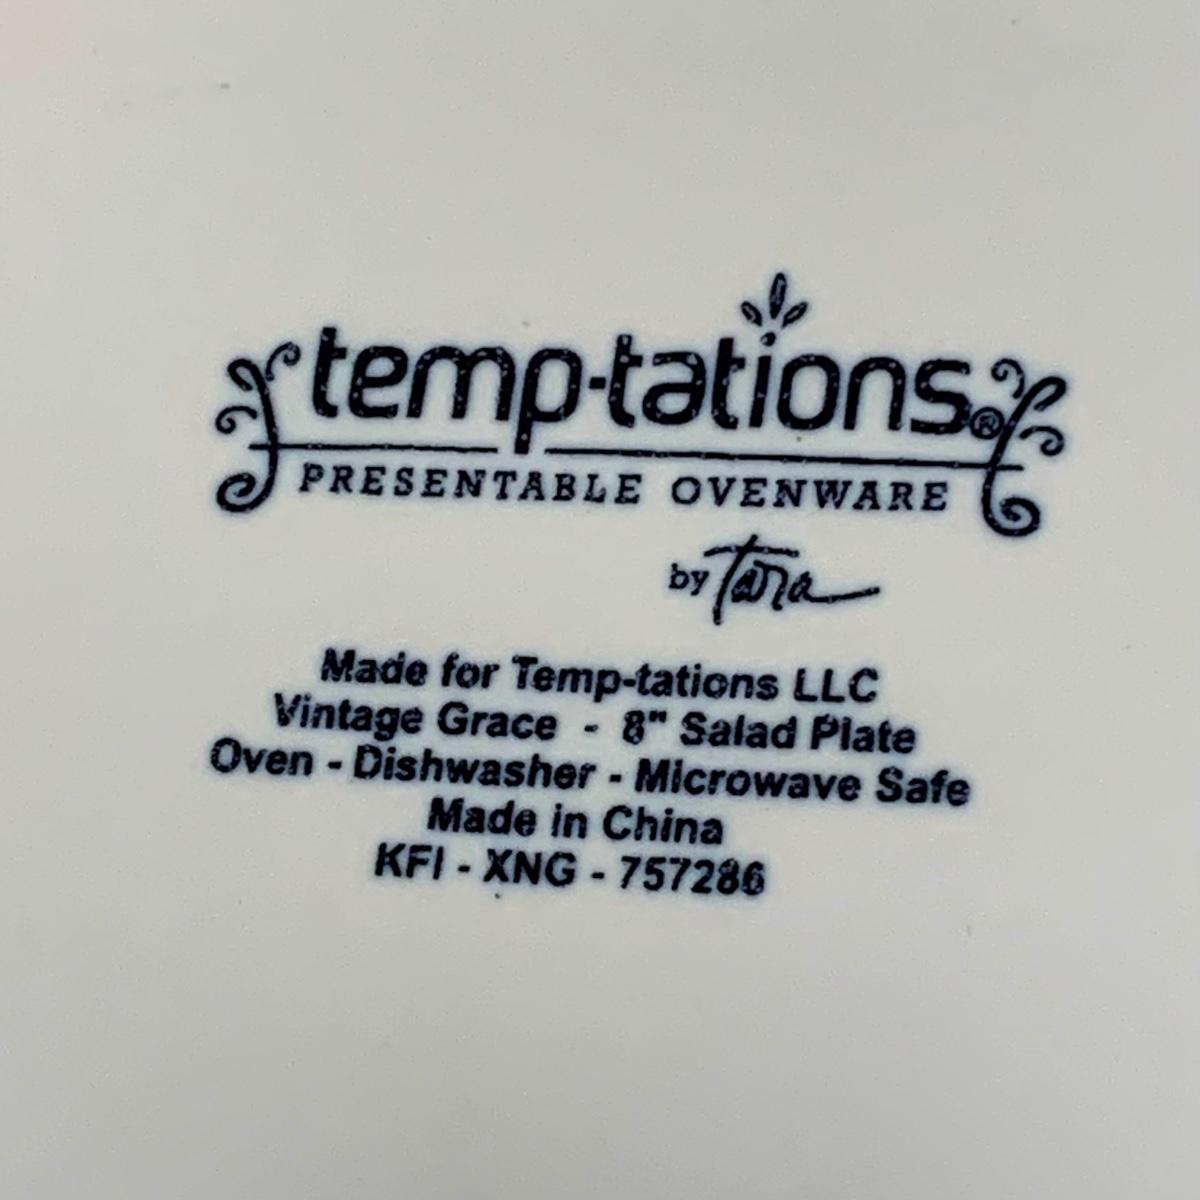 temp-tations®
PRESENTABLE OVENWARE
by Tara
Made for Temp-tations LLC
Vintage Grace - 8" Salad Plate
Oven - Dishwasher - Microwave Safe
Made in China
KFI - XNG - 757286